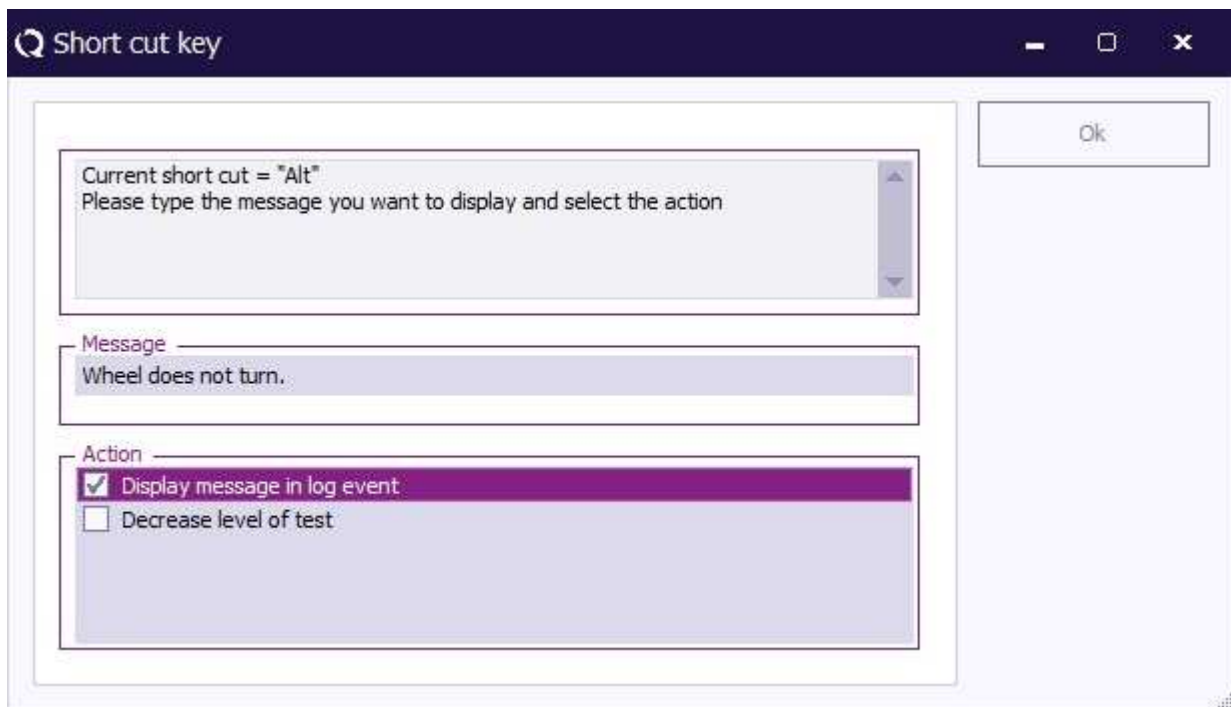 Short cut key
Ok
Current short cut = "Alt"
Please type the message you want to display and select the action
Message
Wheel does not turn.
Action
Display message in log event
Decrease level of test